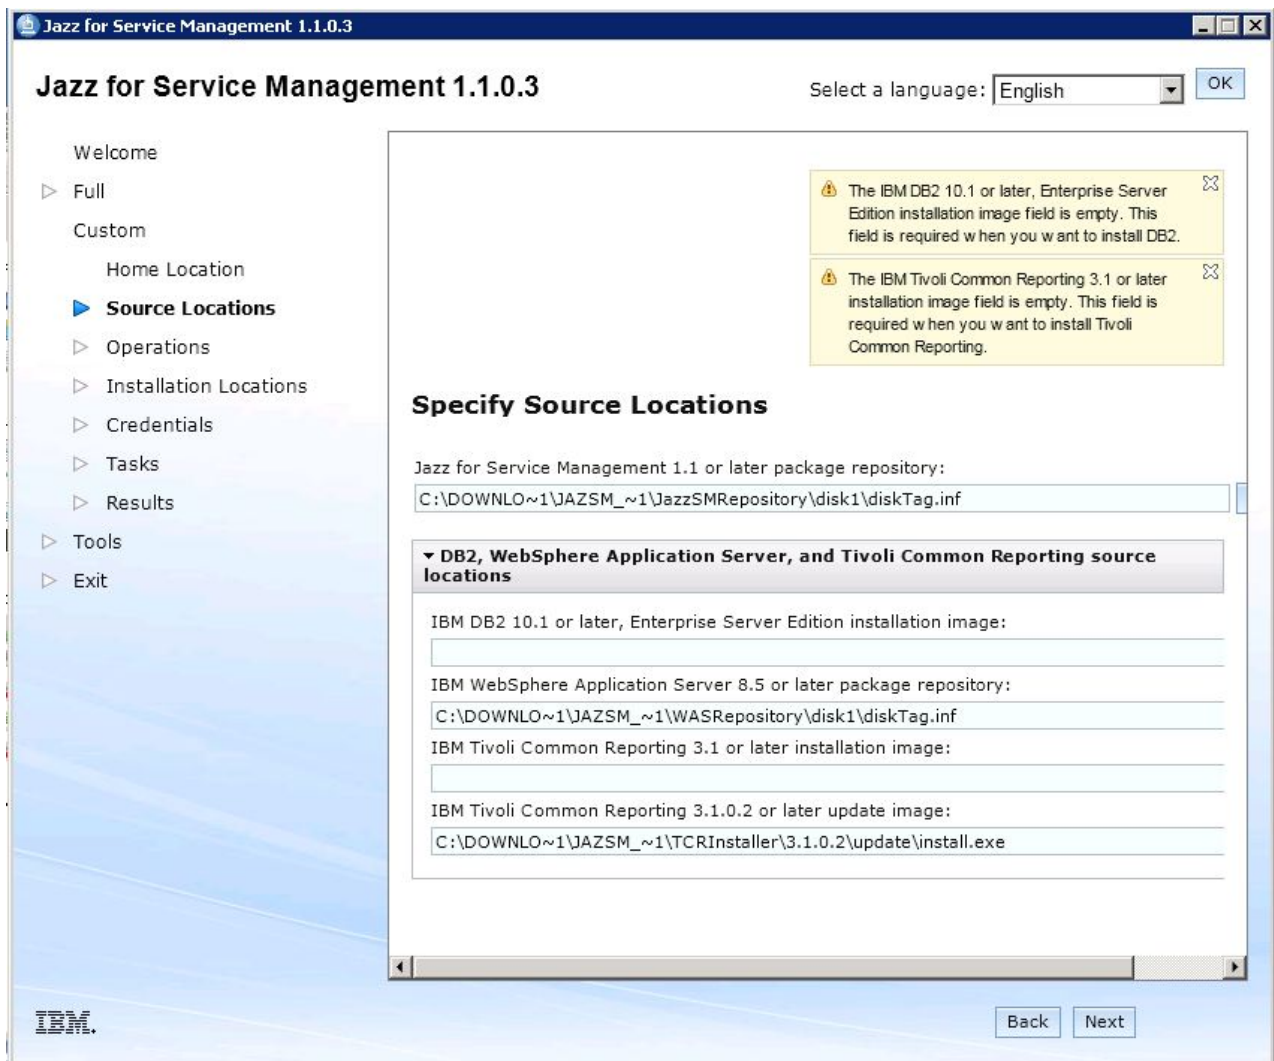 Jazz for Service Management 1.1.0.3
Jazz for Service Management 1.1.0.3
Select a language: English OK
Welcome
Full
Custom
Home Location
Source Locations
Operations
Installation Locations
Credentials
Tasks
Results
Tools
Exit
The IBM DB2 10.1 or later, Enterprise Server
Edition installation image field is empty. This
field is required when you want to install DB2.
The IBM Tivoli Common Reporting 3.1 or later
installation image field is empty. This field is
required when you want to install Tivoli
Common Reporting.
Specify Source Locations
Jazz for Service Management 1.1 or later package repository:
C:\DOWNLO~1\JAZSM_~1\JazzSMRepository\disk1\diskTag.inf
DB2, WebSphere Application Server, and Tivoli Common Reporting source
locations
IBM DB2 10.1 or later, Enterprise Server Edition installation image:
IBM WebSphere Application Server 8.5 or later package repository:
C:\DOWNLO~1\JAZSM_~1\WASRepository\disk1\diskTag.inf
IBM Tivoli Common Reporting 3.1 or later installation image:
IBM Tivoli Common Reporting 3.1.0.2 or later update image:
C:\DOWNLO~1\JAZSM_~1\TCRInstaller\3.1.0.2\update\install.exe
IBM.
Back Next